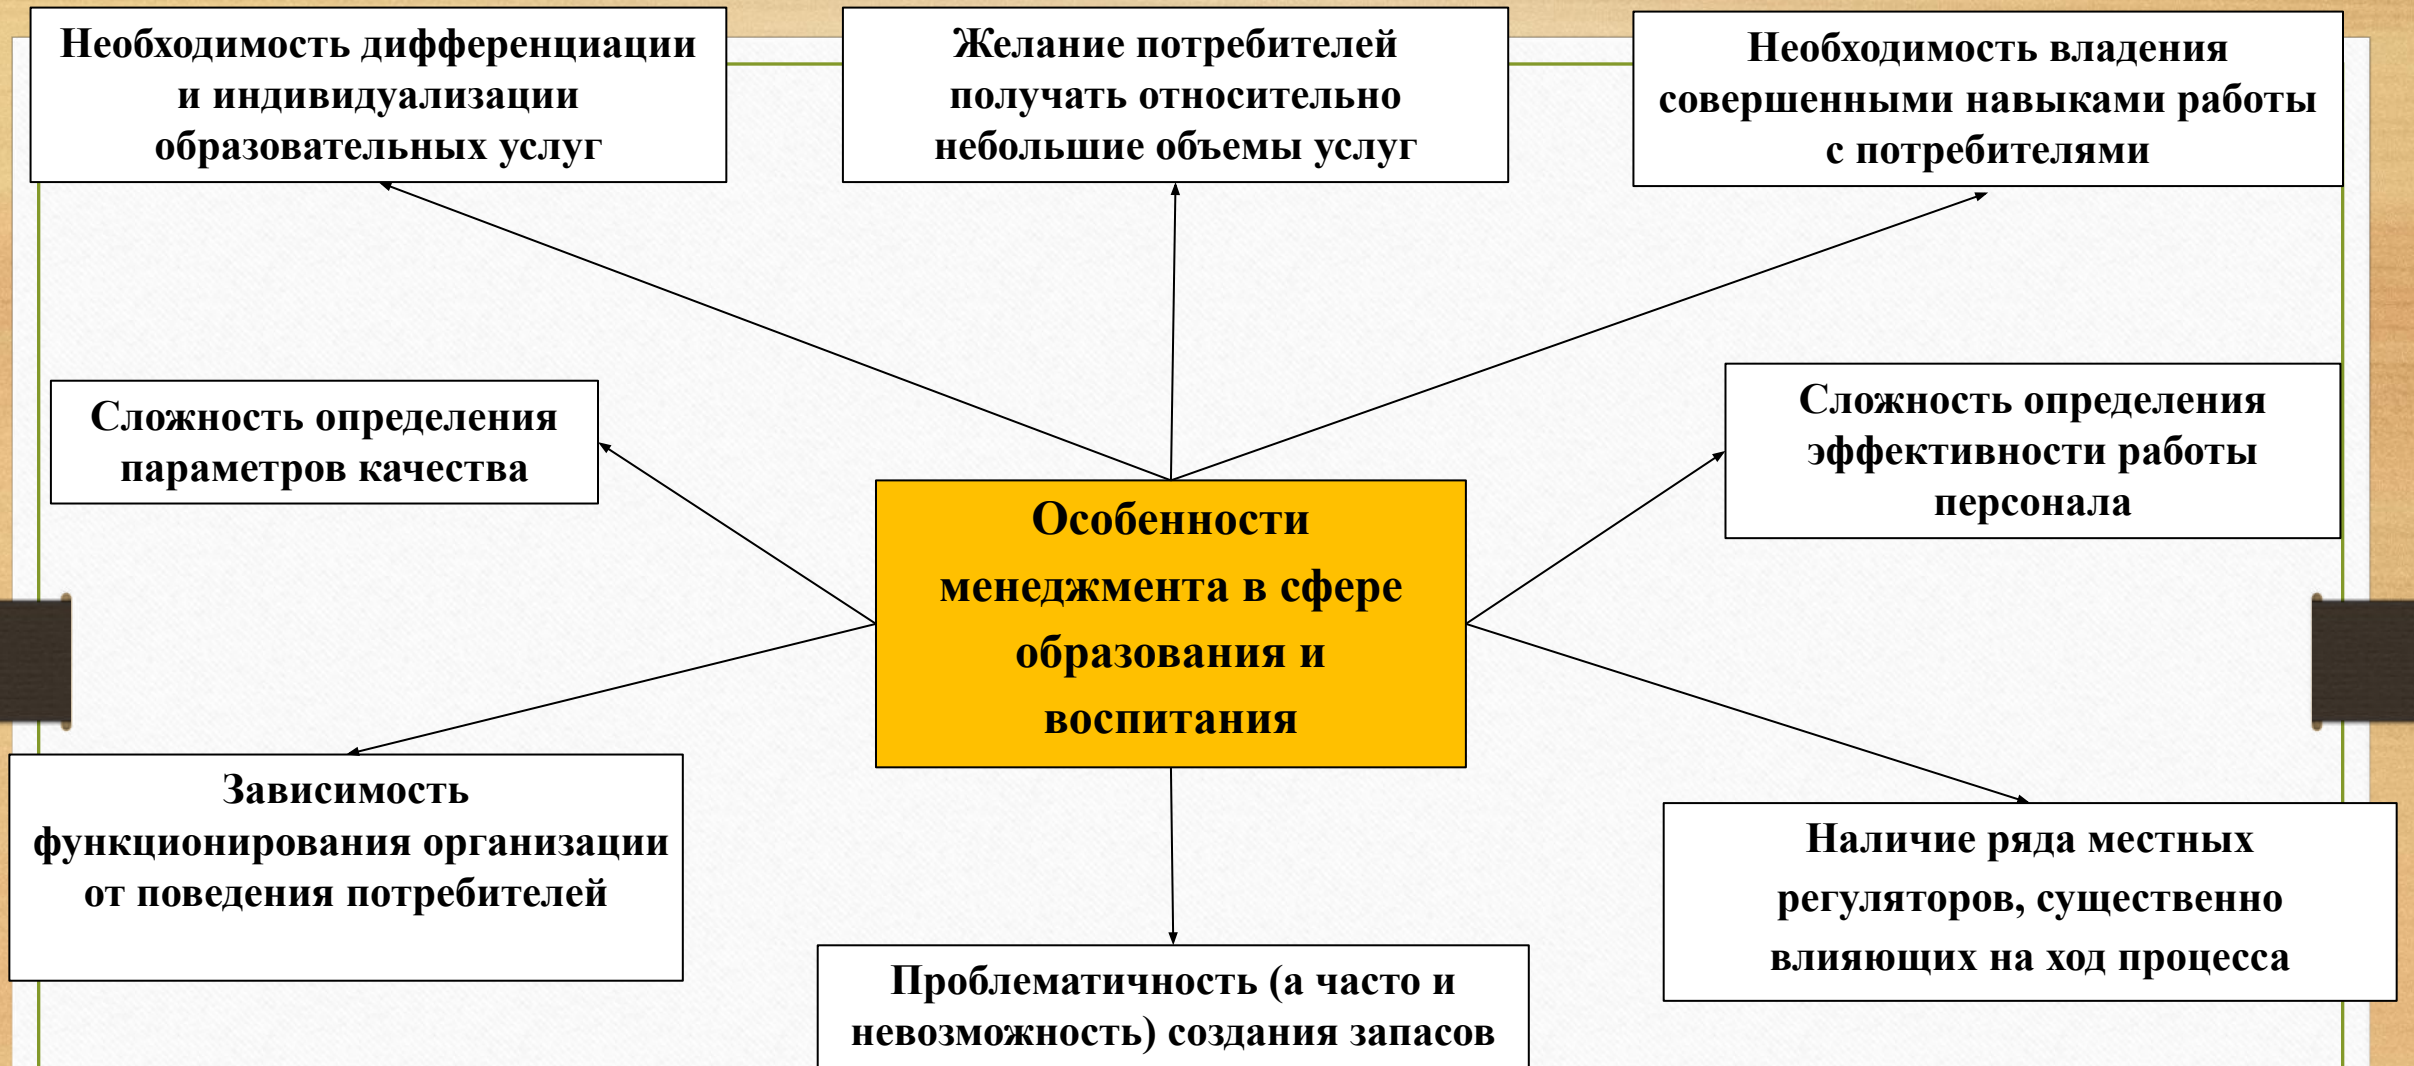 Необходимость дифференциации
и индивидуализации
образовательных услуг
Желание потребителей
получать относительно
небольшие объемы услуг
Необходимость владения
совершенными навыками работы
с потребителями
Сложность определения
параметров качества
Сложность определения
эффективности работы
персонала
Особенности
менеджмента в сфере
образования и
воспитания
Зависимость
функционирования организации
от поведения потребителей
Наличие ряда местных
регуляторов, существенно
влияющих на ход процесса
Проблематичность (а часто и
невозможность) создания запасов